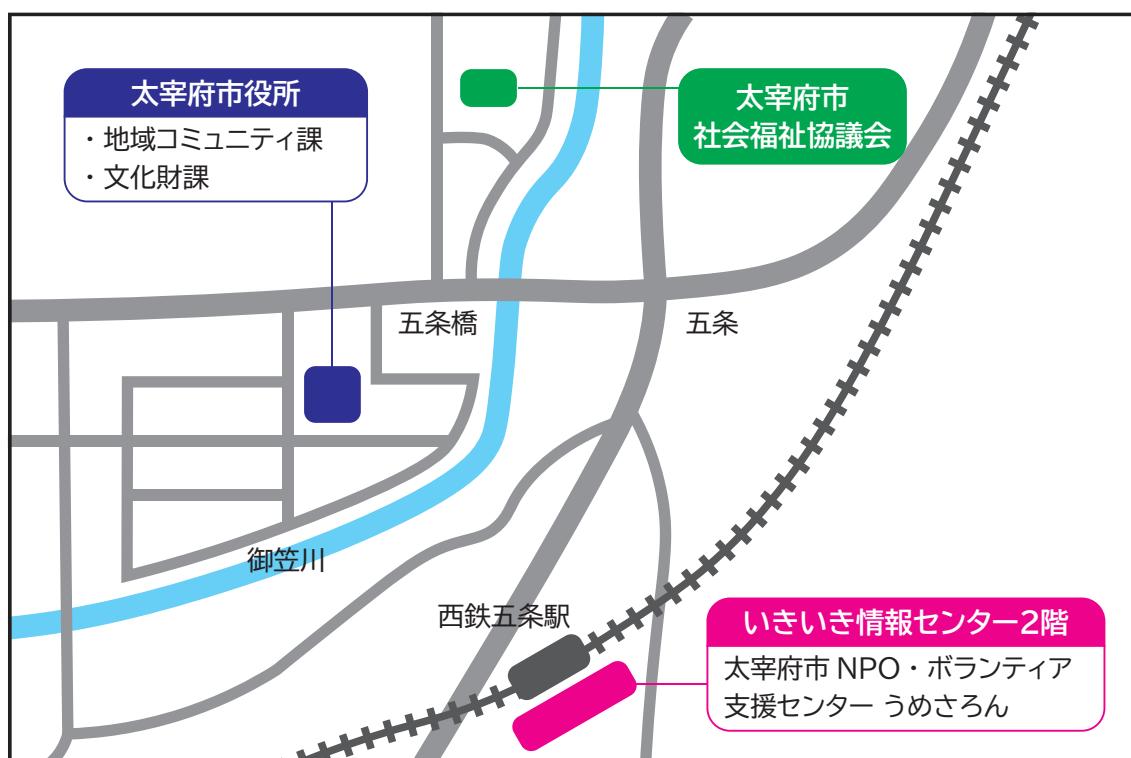 太宰府市役所
・地域コミュニティ課
・文化財課
太宰府市
社会福祉協議会
五条橋
五条
御笠川
西鉄五条駅
いきいき情報センター2階
太宰府市 NPO・ボランティア
支援センター うめさろん